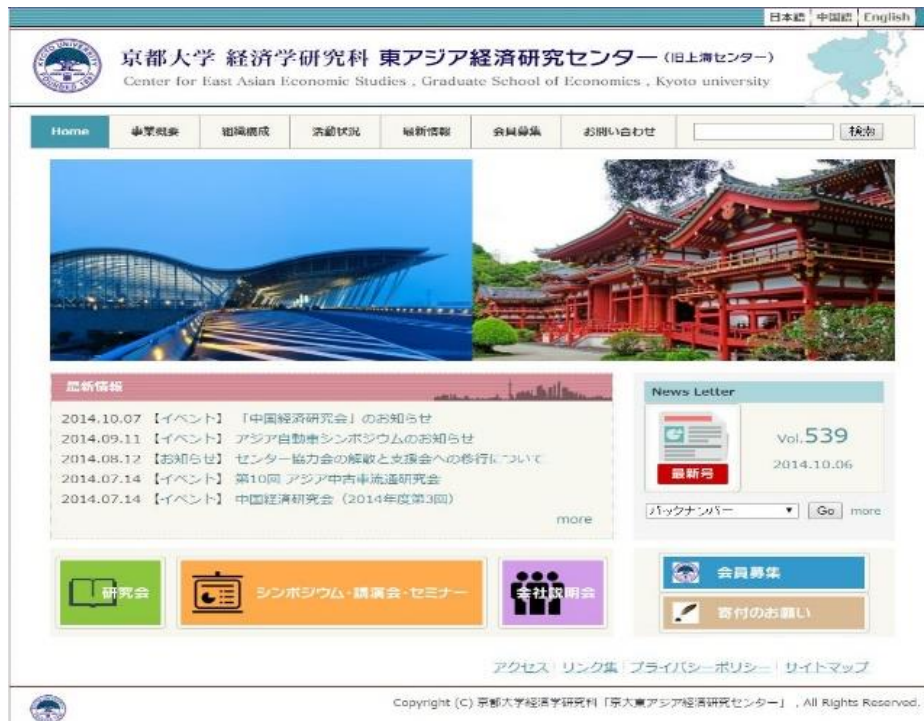 日本語 中国語 English
京都大学 経済学研究科 東アジア経済研究センター (旧上海センター)
Center for East Asian Economic Studies , Graduate School of Economics , Kyoto university
KYOTO UNIVERSITY FOUNDED 1897
Home 事業概要 組織構成 活動状況 最新情報 会員募集 お問い合わせ 検索
最新情報
2014.10.07 【イベント】 「中国経済研究会」のお知らせ
2014.09.11 【イベント】 アジア自動車シンポジウムのお知らせ
2014.08.12 【お知らせ】 センター協力会の解散と支援会への移行について
2014.07.14 【イベント】 第10回 アジア中古車流通研究会
2014.07.14 【イベント】 中国経済研究会（2014年度第3回）
more
News Letter
Vol.539
2014.10.06
最新号
バックナンバー Go more
研究会
シンポジウム・講演会・セミナー
会社説明会
会員募集
寄付のお願い
アクセス リンク集 プライバシーポリシー サイトマップ
Copyright (C) 京都大学経済学研究科「京大東アジア経済研究センター」 , All Rights Reserved.